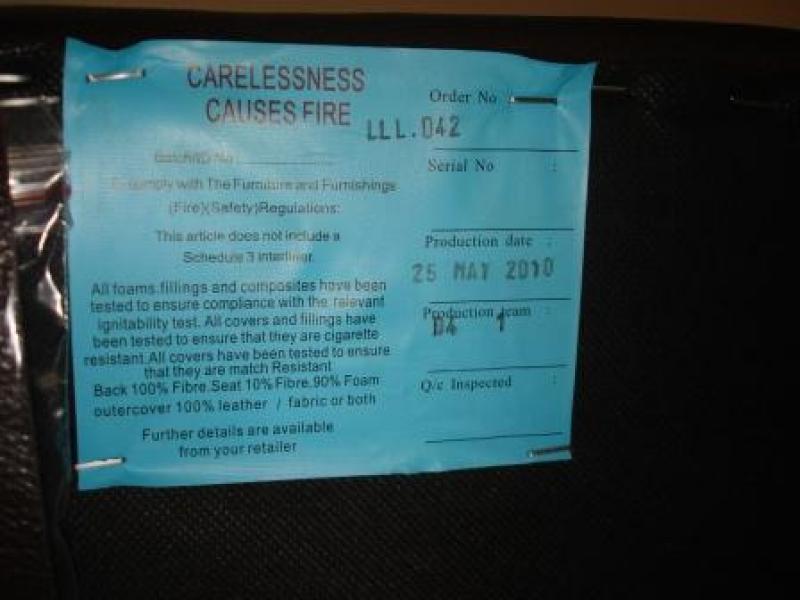 CARELESSNESS
CAUSES FIRE
Batch/ID No
To comply with The Furniture and Furnishings
(Fire)(Safety)Regulations:
This article does not include a
Schedule 3 interliner.
All foams.fillings and composites have been
tested to ensure compliance with the relevant
ignitability test. All covers and fillings have
been tested to ensure that they are cigarette
resistant.All covers have been tested to ensure
that they are match Resistant
Back 100% Fibre.Seat 10% Fibre.90% Foam
outercover 100% leather / fabric or both
Further details are available
from your retailer
Order No
LLL.042
Serial No :
Production date :
25 MAY 2010
Production team :
04 1
Q/c Inspected :